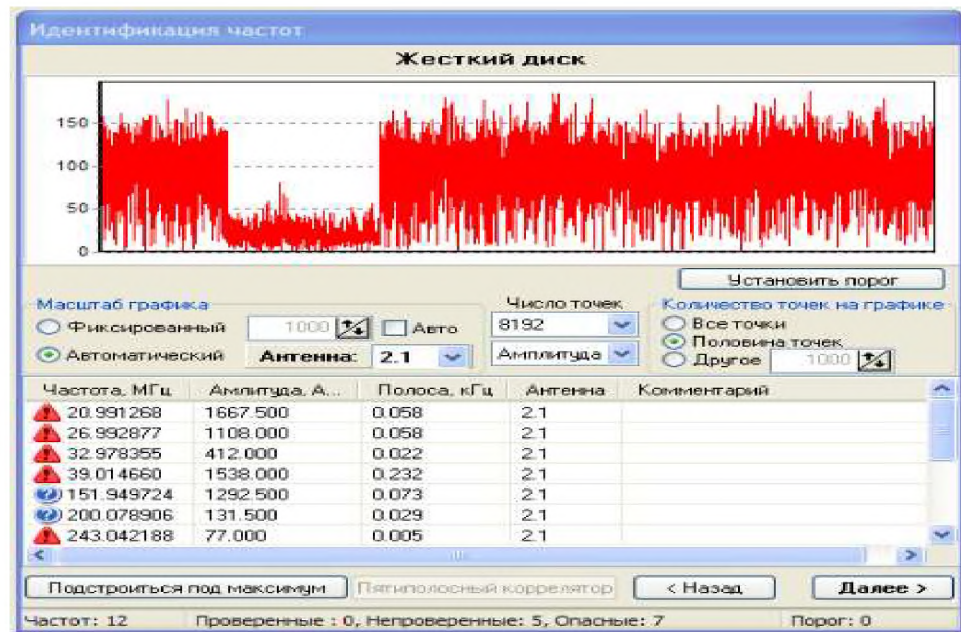 Идентификация частот
Жесткий диск
150
100
50
0
Установить порог
Масштаб графика
Число точек
Количество точек на графике
Фиксированный 1000 Авто
8192
Все точки
Половина точек
Автоматический Антенна: 2.1
Амплитуда
Другое 1000
Частота, МГц Амлитуда, А... Полоса, кГц Антенна Комментарий
20.991268 1667.500 0.058 2.1
26.992877 1108.000 0.058 2.1
32.978355 412.000 0.022 2.1
39.014660 1538.000 0.232 2.1
151.949724 1292.500 0.073 2.1
200.078906 131.500 0.029 2.1
243.042188 77.000 0.005 2.1
Подстроиться под максимум Пятиполосный коррелятор < Назад Далее >
Частот: 12 Проверенные : 0, Непроверенные: 5, Опасные: 7 Порог: 0